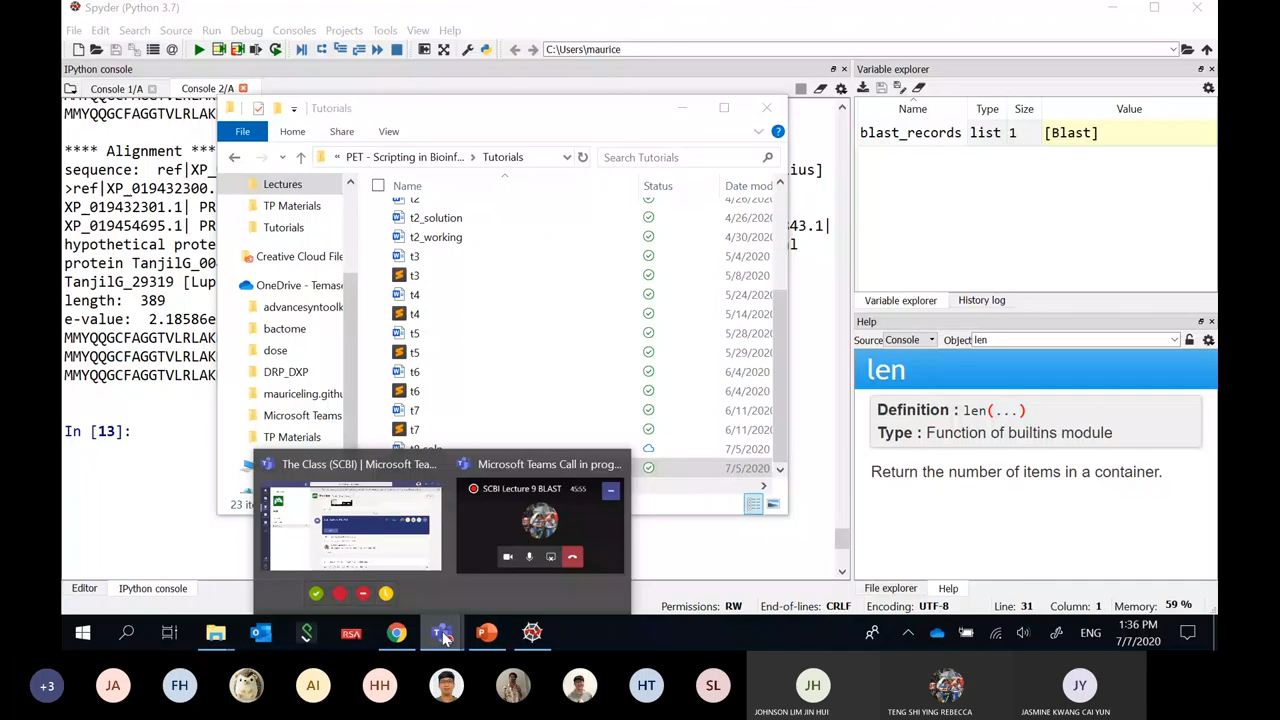 Spyder (Python 3.7)
File Edit Search Source Run Debug Consoles Projects Tools View Help
C:\Users\maurice
IPython console
Console 1/A
Console 2/A
MMYQQGCFAGGTVLRLAK
**** Alignment ***
sequence: ref|XP_
ius]
>ref|XP_019432300.
XP_019432301.1| PR
XP_019454695.1| PR
343.1|
hypothetical prote
protein TanjilG_00
TanjilG_29319 [Lup
length: 389
e-value: 2.18586e
MMYQQGCFAGGTVLRLAK
MMYQQGCFAGGTVLRLAK
MMYQQGCFAGGTVLRLAK
In [13]:
Tutorials
File Home Share View
« PET - Scripting in Bioinf... > Tutorials
Search Tutorials
Name Status Date mod
Lectures
TP Materials
Tutorials
Creative Cloud File
OneDrive - Temase
advancesyntoolk
bactome
dose
DRP_DXP
mauriceling.githu
Microsoft Teams
TP Materials
t2 4/26/2020
t2_solution 4/26/2020
t2_working 4/30/2020
t3 5/4/2020
t3 5/8/2020
t4 5/24/2020
t4 5/14/2020
t5 5/28/2020
t5 5/29/2020
t6 6/4/2020
t6 6/4/2020
t7 6/11/2020
t7 6/11/2020
7/5/2020
7/5/2020
23 it
The Class (SCBI) | Microsoft Tea...
Microsoft Teams Call in prog...
SCBI Lecture 9 BLAST 45:55
Variable explorer
Name Type Size Value
blast_records list 1 [Blast]
Variable explorer History log
Help
Source Console Object len
len
Definition : len(...)
Type : Function of builtins module
Return the number of items in a container.
File explorer Help
Editor IPython console
Permissions: RW End-of-lines: CRLF Encoding: UTF-8 Line: 31 Column: 1 Memory: 59 %
RSA
ENG
1:36 PM
7/7/2020
+3
JA
FH
AI
HH
HT
SL
JH
JY
JOHNSON LIM JIN HUI
TENG SHI YING REBECCA
JASMINE KWANG CAI YUN